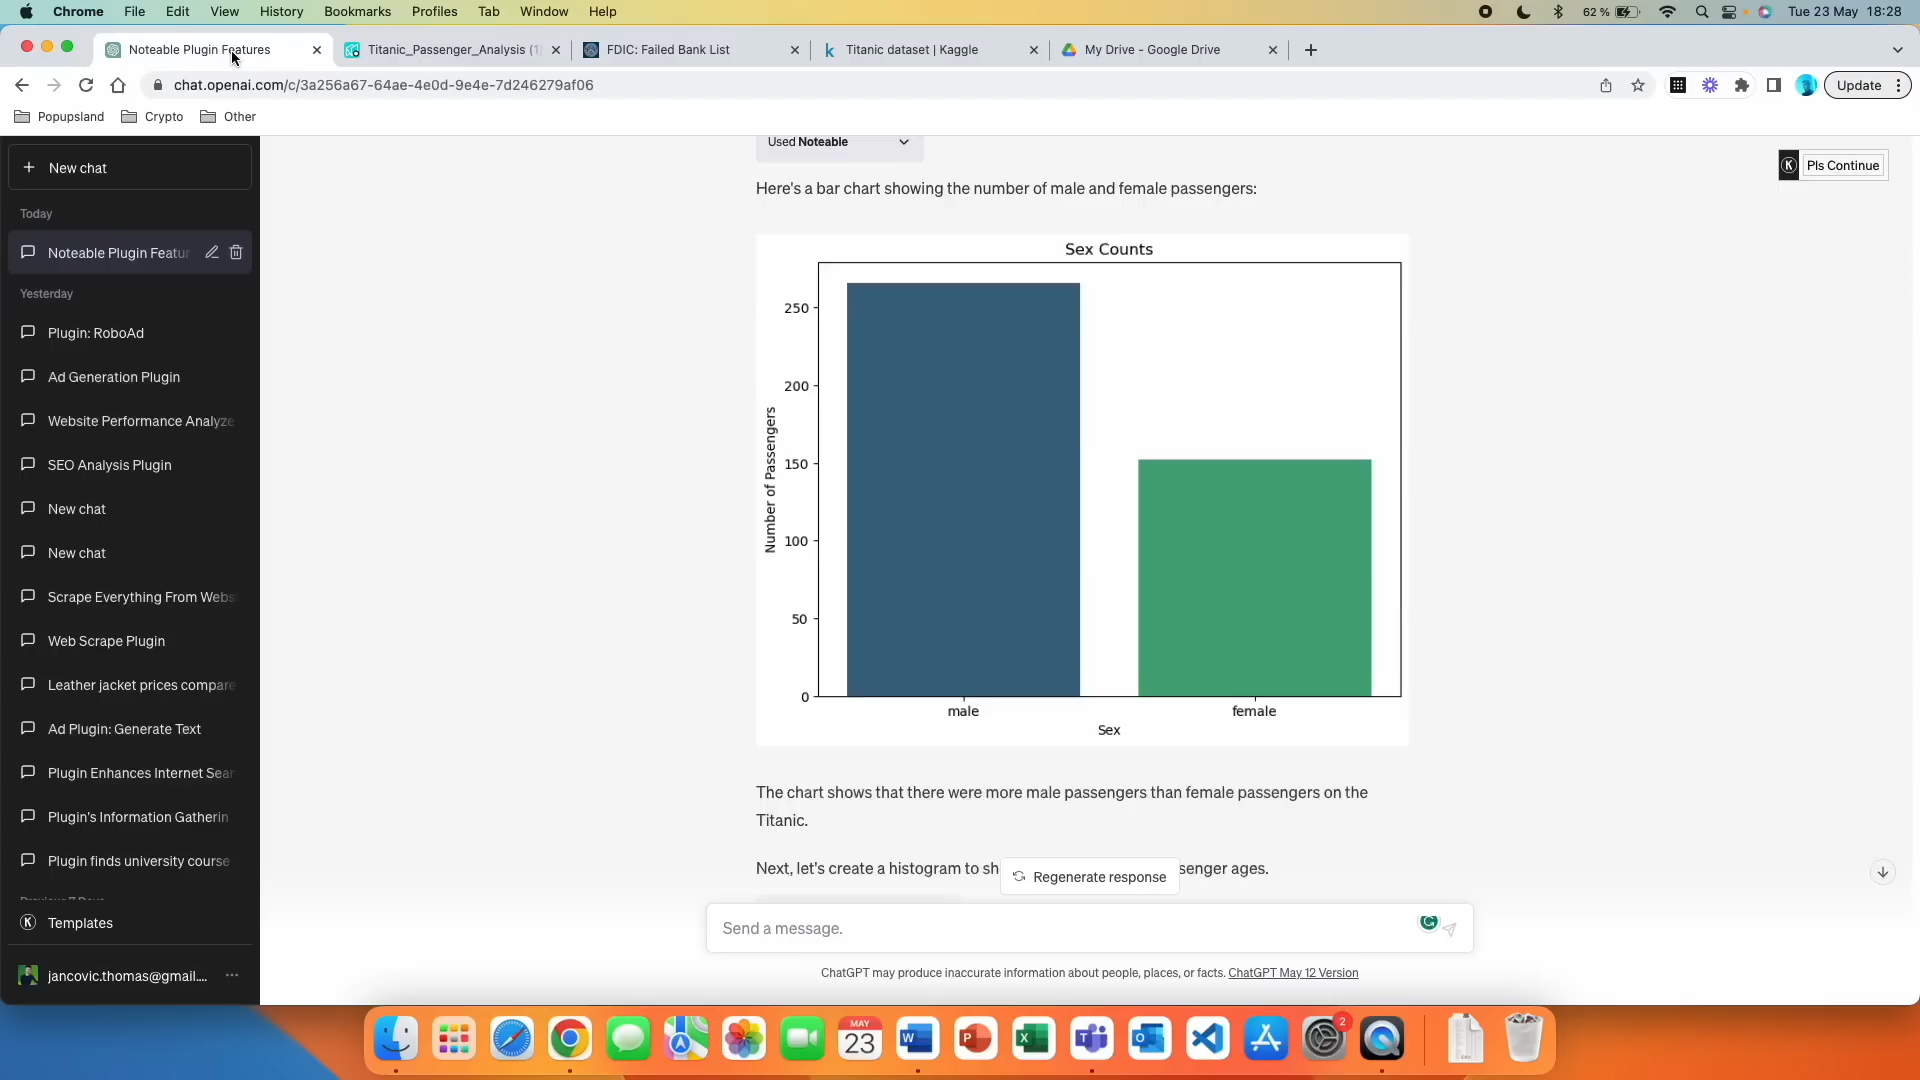 Chrome File Edit View History Bookmarks Profiles Tab Window Help 62 % Tue 23 May 18:28
Noteable Plugin Features Titanic_Passenger_Analysis (1) FDIC: Failed Bank List Titanic dataset | Kaggle My Drive - Google Drive
chat.openai.com/c/3a256a67-64ae-4e0d-9e4e-7d246279af06 Update
Popupsland Crypto Other
New chat
Today
Noteable Plugin Featur
Yesterday
Plugin: RoboAd
Ad Generation Plugin
Website Performance Analyze
SEO Analysis Plugin
New chat
New chat
Scrape Everything From Webs
Web Scrape Plugin
Leather jacket prices compare
Ad Plugin: Generate Text
Plugin Enhances Internet Sear
Plugin's Information Gatherin
Plugin finds university course
Templates
jancovic.thomas@gmail....
Used Noteable
Pls Continue
Here's a bar chart showing the number of male and female passengers:
Sex Counts
Number of Passengers
250
200
150
100
50
0
male female
Sex
The chart shows that there were more male passengers than female passengers on the
Titanic.
Next, let's create a histogram to sh senger ages.
Regenerate response
Send a message.
ChatGPT may produce inaccurate information about people, places, or facts. ChatGPT May 12 Version
MAY
23
2